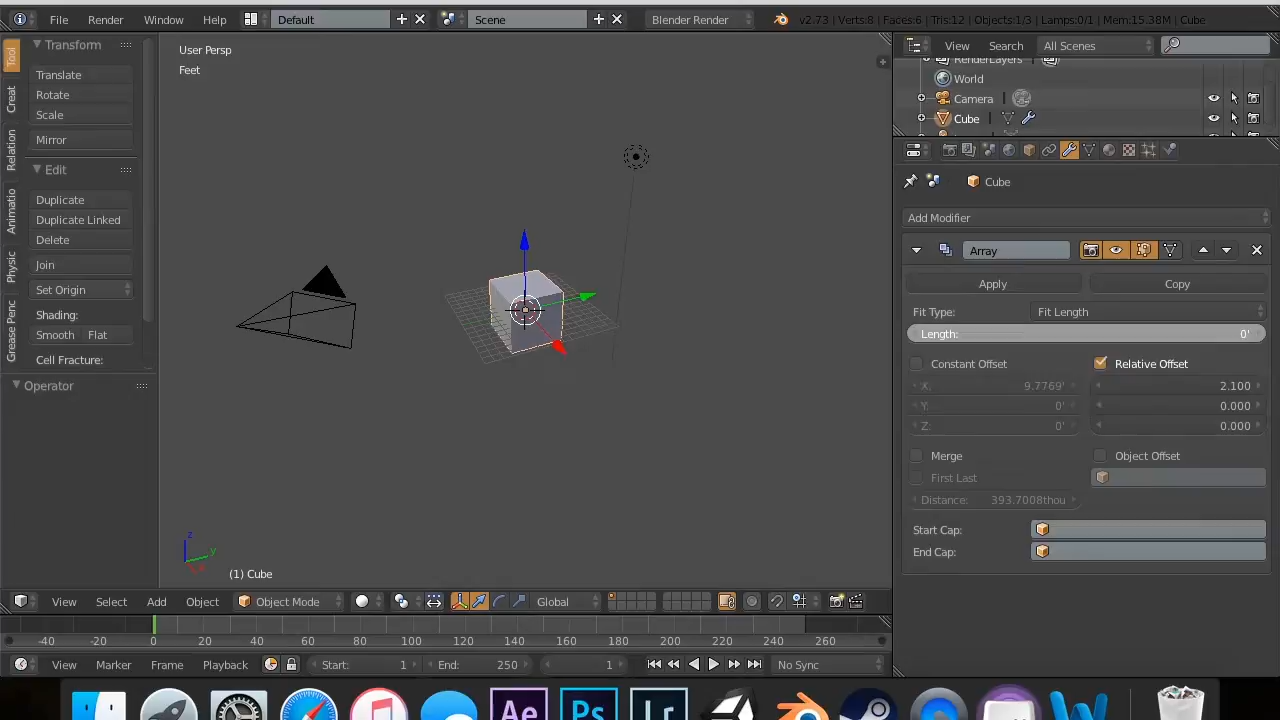 File Render Window Help Default Scene Blender Render v2.73 | Verts:8 | Faces:6 | Tris:12 | Objects:1/3 | Lamps:0/1 | Mem:15.38M | Cube
Tool
Creat
Relation
Animatio
Physic
Grease Penc
Transform
Translate
Rotate
Scale
Mirror
Edit
Duplicate
Duplicate Linked
Delete
Join
Set Origin
Shading:
Smooth Flat
Cell Fracture:
Operator
User Persp
Feet
z
y
(1) Cube
View Search All Scenes
RenderLayers
World
Camera
Cube
Cube
Add Modifier
Array
Apply Copy
Fit Type: Fit Length
Length: 0'
Constant Offset Relative Offset
X: 9.7769' 2.100
Y: 0' 0.000
Z: 0' 0.000
Merge Object Offset
First Last
Distance: 393.7008thou
Start Cap:
End Cap:
View Select Add Object Object Mode Global
-40 -20 0 20 40 60 80 100 120 140 160 180 200 220 240 260
View Marker Frame Playback Start: 1 End: 250 1 No Sync
Ae Ps Lr W